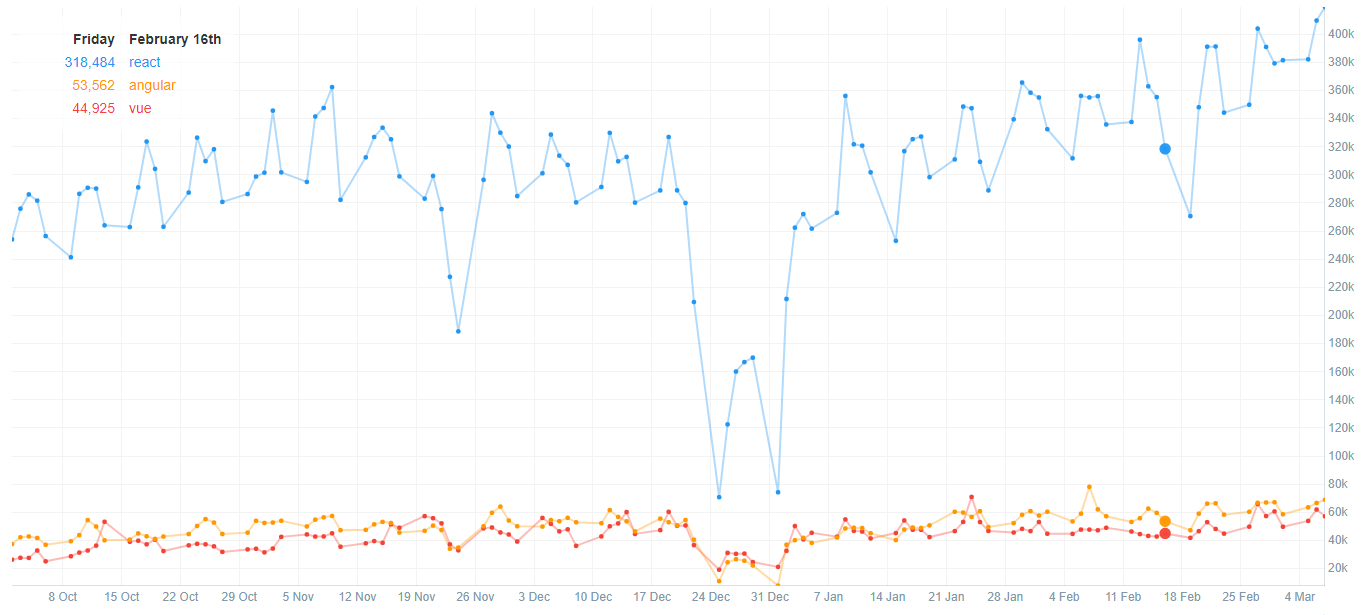 Friday February 16th
318,484 react
53,562 angular
44,925 vue
400k
380k
360k
340k
320k
300k
280k
260k
240k
220k
200k
180k
160k
140k
120k
100k
80k
60k
40k
20k
8 Oct 15 Oct 22 Oct 29 Oct 5 Nov 12 Nov 19 Nov 26 Nov 3 Dec 10 Dec 17 Dec 24 Dec 31 Dec 7 Jan 14 Jan 21 Jan 28 Jan 4 Feb 11 Feb 18 Feb 25 Feb 4 Mar